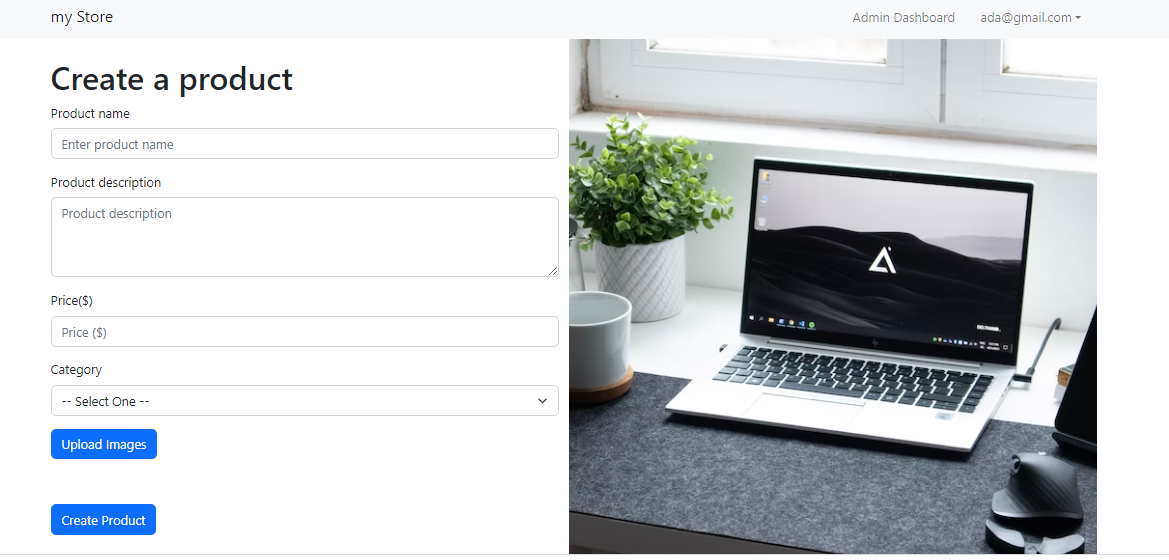 my Store
Admin Dashboard
ada@gmail.com
Create a product
Product name
Enter product name
Product description
Product description
Price($)
Price ($)
Category
-- Select One --
Upload Images
Create Product